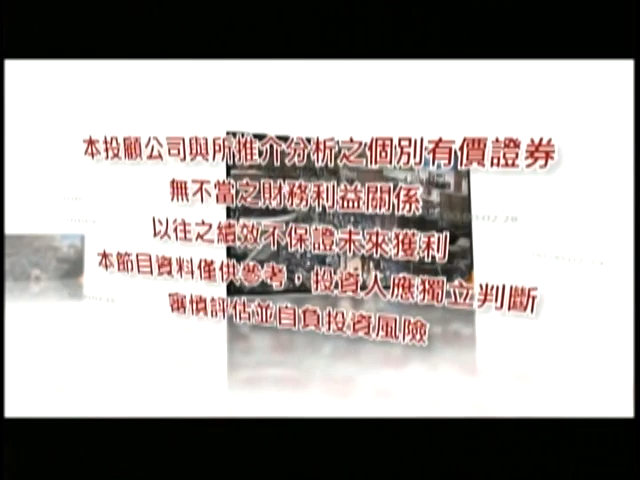 本投顧公司與所推介分析之個別有價證券
無不當之財務利益關係
以往之績效不保證未來獲利
本節目資料僅供參考，投資人應獨立判斷
審慎評估並自負投資風險